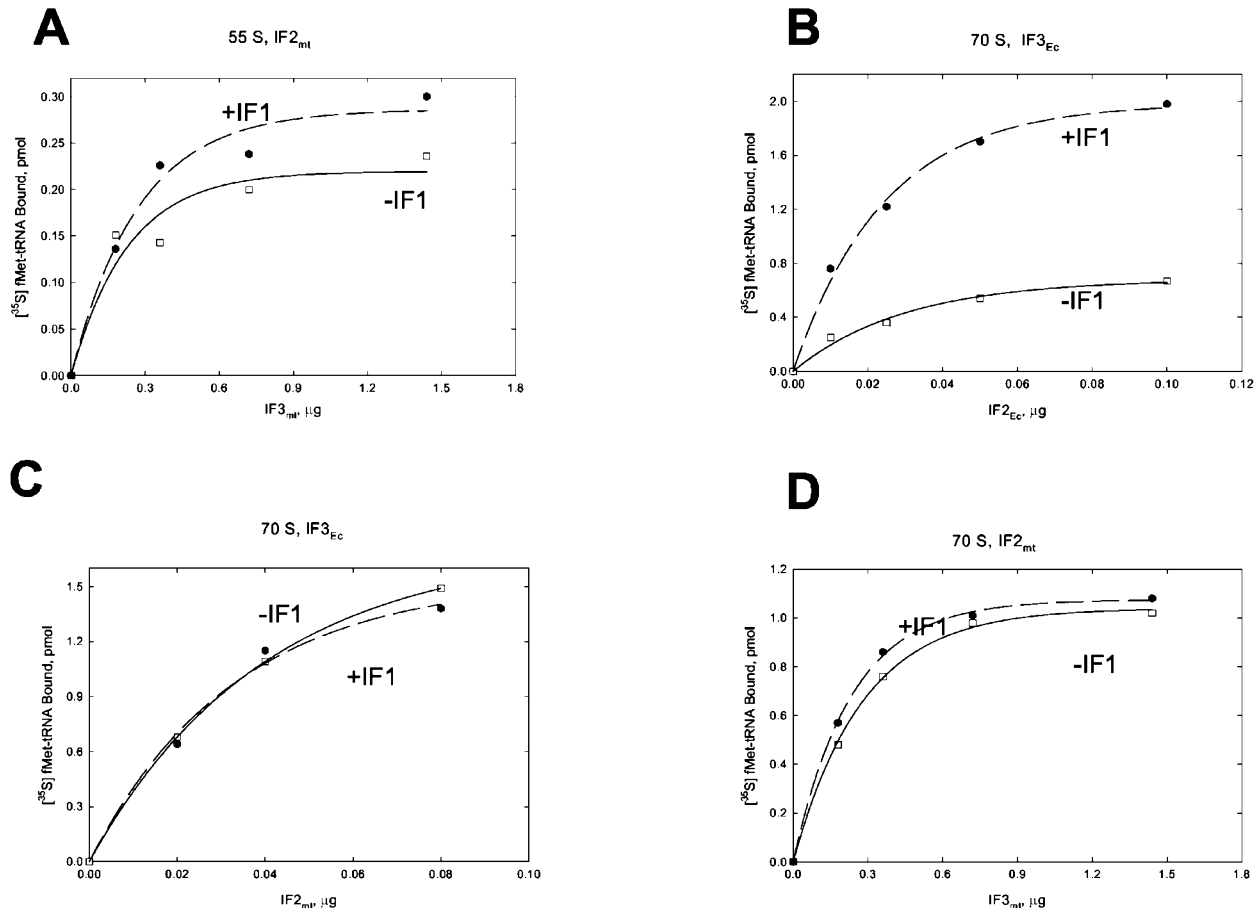 A
55 S, IF2mt
[35S] fMet-tRNA Bound, pmol
0.30
0.25
0.20
0.15
0.10
0.05
0.00
+IF1
-IF1
0.0 0.3 0.6 0.9 1.2 1.5 1.8
IF3mt, μg
B
70 S, IF3Ec
[35S] fMet-tRNA Bound, pmol
2.0
1.6
1.2
0.8
0.4
0.0
+IF1
-IF1
0.00 0.02 0.04 0.06 0.08 0.10 0.12
IF2Ec, μg
C
70 S, IF3Ec
[35S] fMet-tRNA Bound, pmol
1.5
1.2
0.9
0.6
0.3
0.0
-IF1
+IF1
0.00 0.02 0.04 0.06 0.08 0.10
IF2mt, μg
D
70 S, IF2mt
[35S] fMet-tRNA Bound, pmol
1.2
1.0
0.8
0.6
0.4
0.2
0.0
+IF1
-IF1
0.0 0.3 0.6 0.9 1.2 1.5 1.8
IF3mt, μg